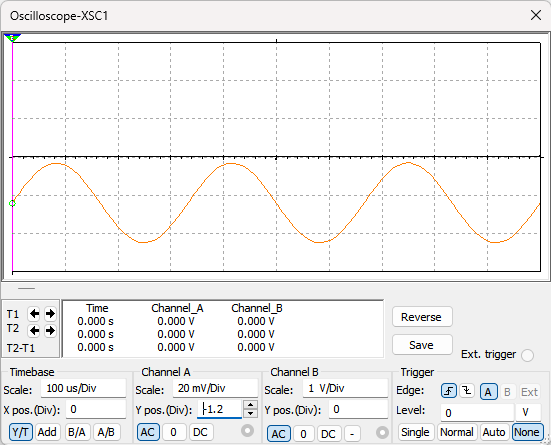 Oscilloscope-XSC1
Time Channel_A Channel_B
T1 0.000 s 0.000 V 0.000 V
T2 0.000 s 0.000 V 0.000 V
T2-T1 0.000 s 0.000 V 0.000 V
Reverse
Save
Ext. trigger
Timebase
Scale: 100 us/Div
X pos.(Div): 0
Y/T Add B/A A/B
Channel A
Scale: 20 mV/Div
Y pos.(Div): -1.2
AC 0 DC
Channel B
Scale: 1 V/Div
Y pos.(Div): 0
AC 0 DC -
Trigger
Edge: A B Ext
Level: 0 V
Single Normal Auto None